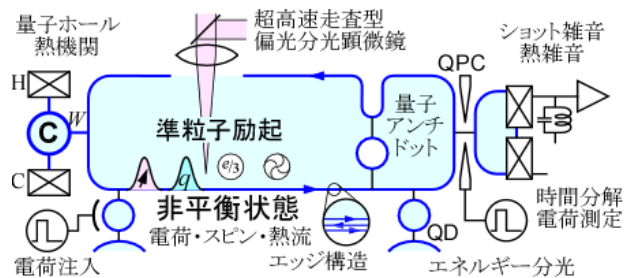 量子ホール
熱機関
H
C
W
C
超高速走査型
偏光分光顕微鏡
準粒子励起
e/3
q
非平衡状態
電荷・スピン・熱流
電荷注入
エッジ構造
量子
アンチ
ドット
QPC
QD
エネルギー分光
ショット雑音
熱雑音
時間分解
電荷測定